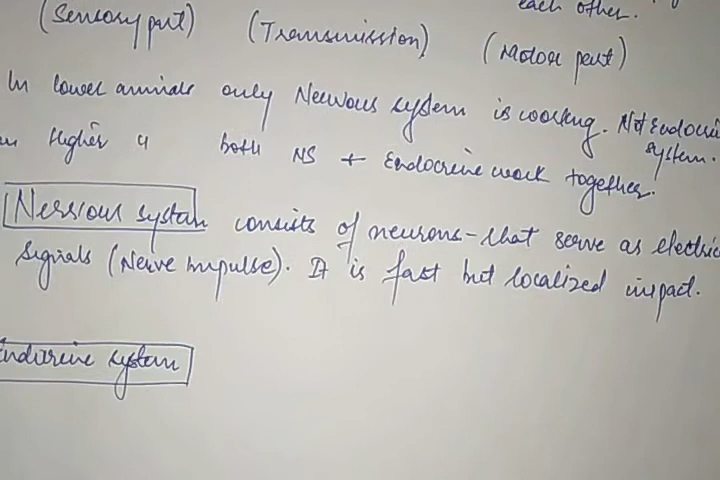 each other.
(Sensory part) (Transmission) (Motor part)
In lower animals only Nervous system is working. Not Endocrin
system.
In Higher " both NS + Endocrine work together.
Nervous system consists of neurons - that serve as electric
signals (Nerve impulse). It is fast but localized impact.
Endocrine system